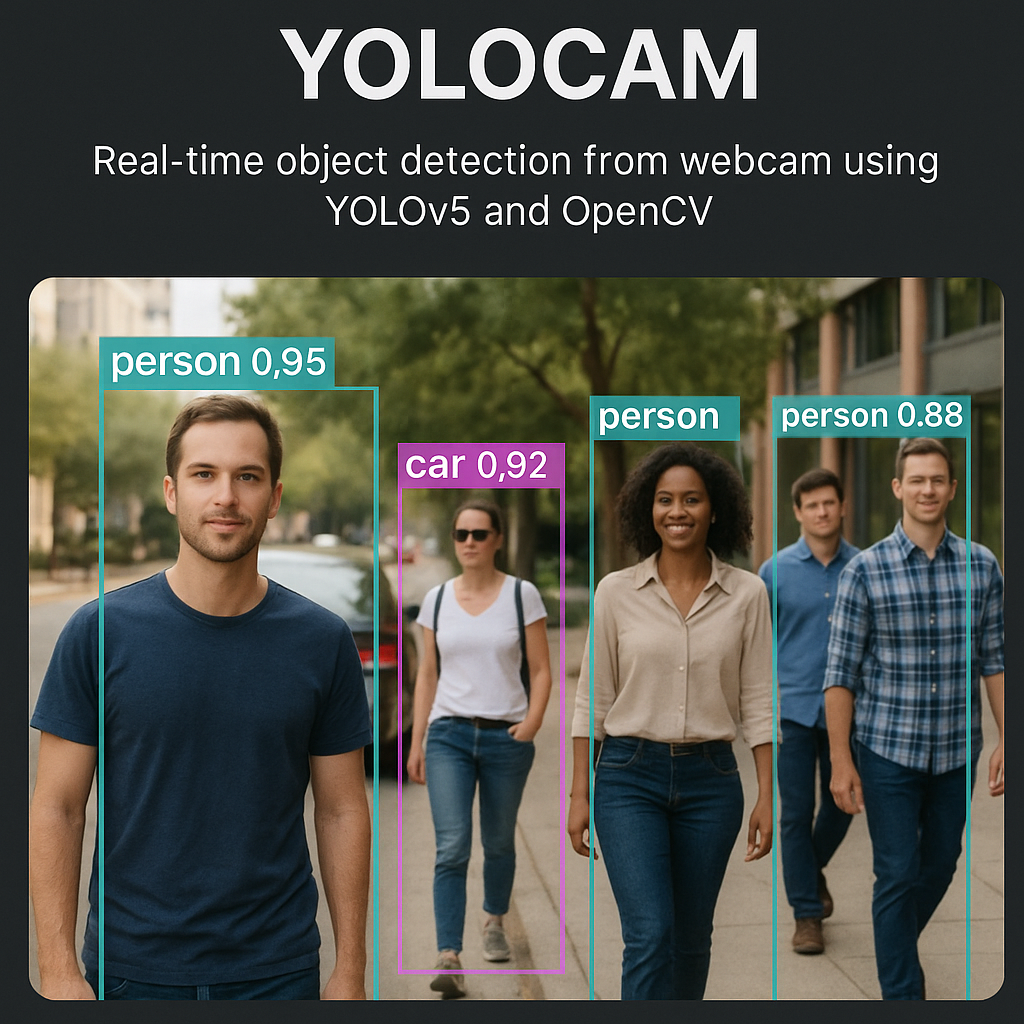 YOLOCAM
Real-time object detection from webcam using
YOLOv5 and OpenCV
person 0,95
car 0,92
person
person 0.88